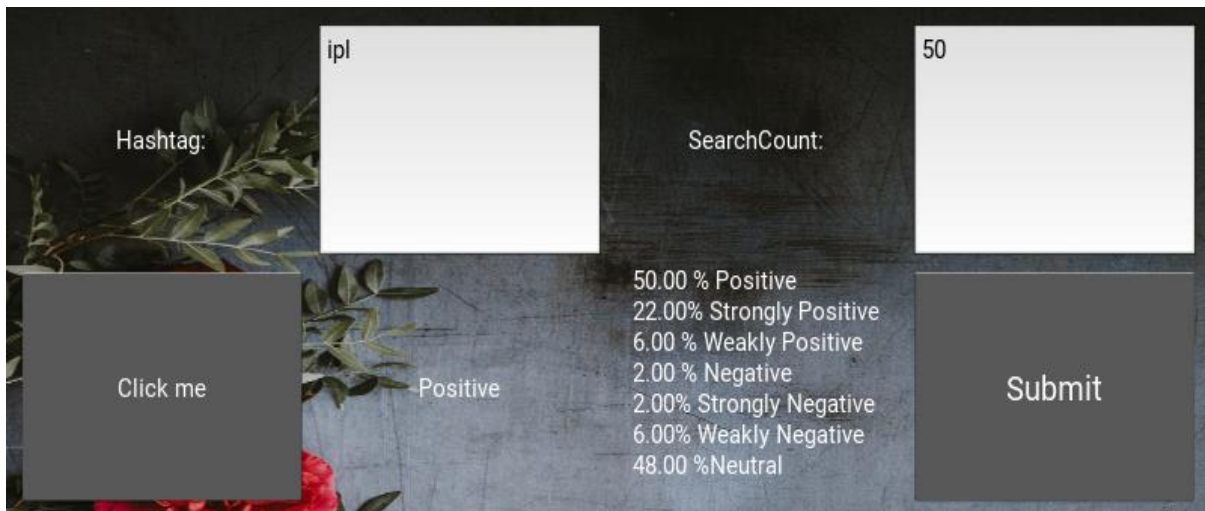 ipl
50
Hashtag:
SearchCount:
50.00 % Positive
22.00% Strongly Positive
6.00 % Weakly Positive
2.00 % Negative
2.00% Strongly Negative
6.00% Weakly Negative
48.00 %Neutral
Click me
Positive
Submit